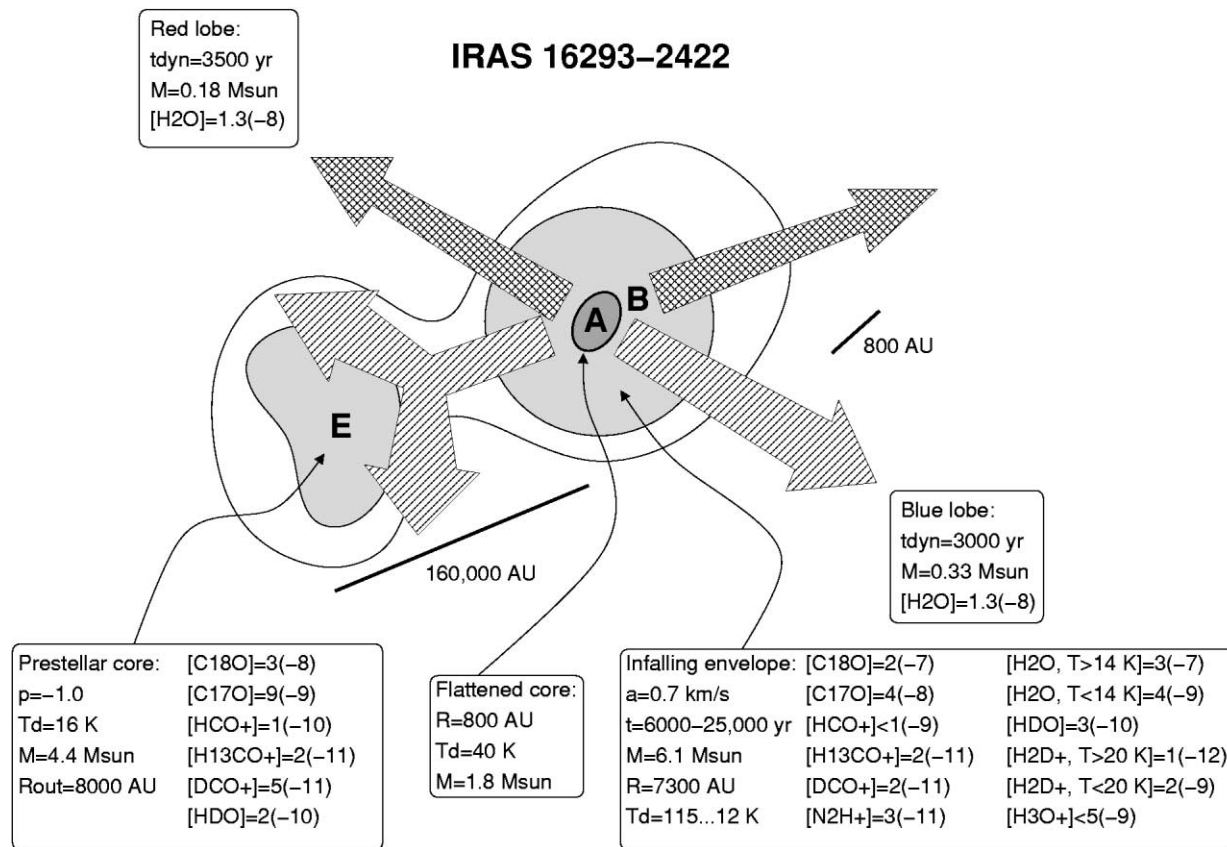 Red lobe:
tdyn=3500 yr
M=0.18 Msun
[H2O]=1.3(−8)
IRAS 16293−2422
A
B
E
800 AU
160,000 AU
Blue lobe:
tdyn=3000 yr
M=0.33 Msun
[H2O]=1.3(−8)
Prestellar core: [C18O]=3(−8)
p=−1.0 [C17O]=9(−9)
Td=16 K [HCO+]=1(−10)
M=4.4 Msun [H13CO+]=2(−11)
Rout=8000 AU [DCO+]=5(−11)
[HDO]=2(−10)
Flattened core:
R=800 AU
Td=40 K
M=1.8 Msun
Infalling envelope: [C18O]=2(−7) [H2O, T>14 K]=3(−7)
a=0.7 km/s [C17O]=4(−8) [H2O, T<14 K]=4(−9)
t=6000−25,000 yr [HCO+]<1(−9) [HDO]=3(−10)
M=6.1 Msun [H13CO+]=2(−11) [H2D+, T>20 K]=1(−12)
R=7300 AU [DCO+]=2(−11) [H2D+, T<20 K]=2(−9)
Td=115...12 K [N2H+]=3(−11) [H3O+]<5(−9)